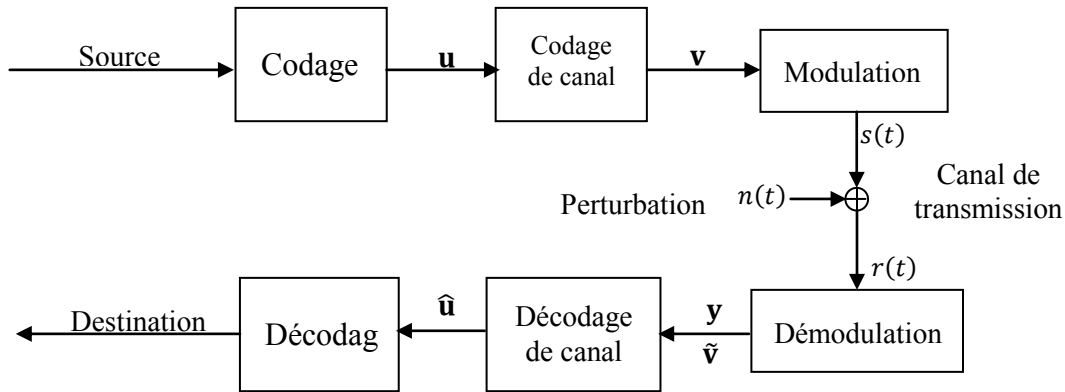 Source
Codage
u
Codage
de canal
v
Modulation
s(t)
Perturbation
n(t)
Canal de
transmission
r(t)
Destination
Décodag
û
Décodage
de canal
y
ṽ
Démodulation